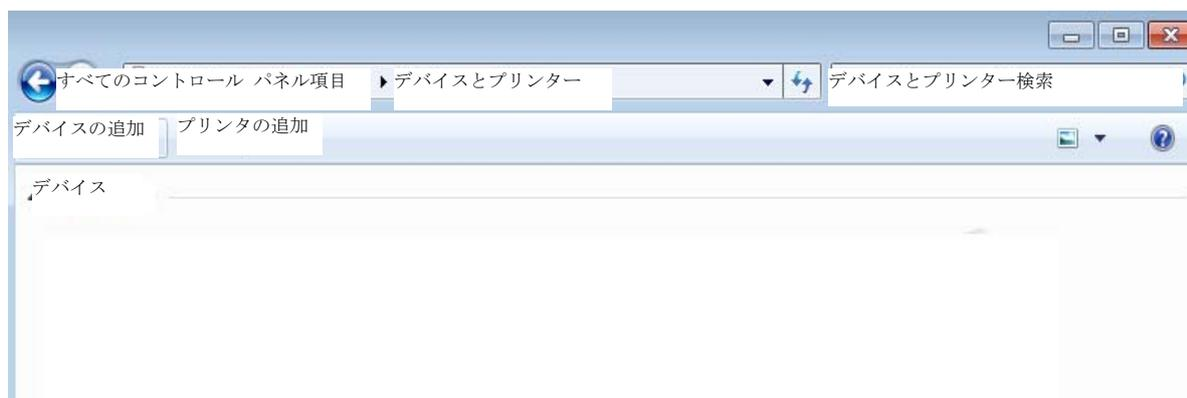 すべてのコントロール パネル項目 デバイスとプリンター デバイスとプリンター検索
デバイスの追加 プリンタの追加
デバイス